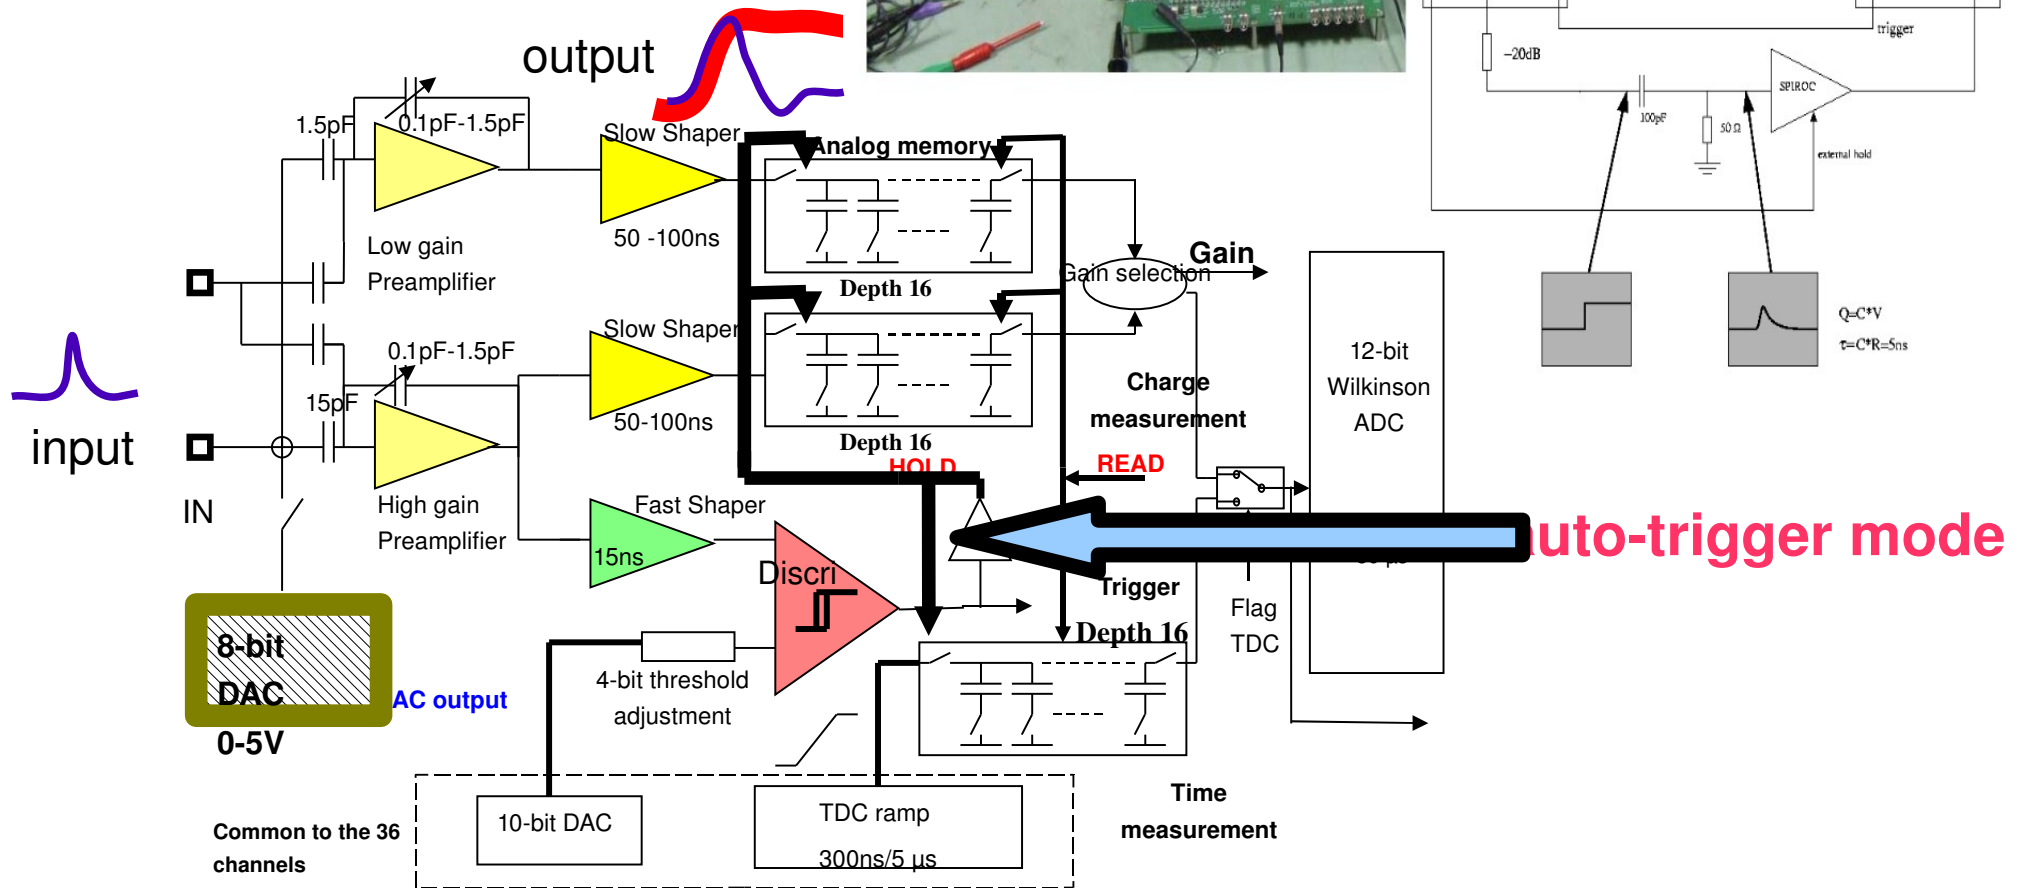 output
trigger
−20dB
SPIROC
100pF
50 Ω
external hold
1.5pF
0.1pF-1.5pF
Slow Shaper
Analog memory
50 -100ns
Low gain
Preamplifier
Depth 16
Gain selection
Gain
Q=C*V
τ=C*R=5ns
Slow Shaper
0.1pF-1.5pF
15pF
50-100ns
Depth 16
12-bit
Wilkinson
ADC
Charge
measurement
input
HOLD
READ
IN
High gain
Preamplifier
Fast Shaper
15ns
Discri
auto-trigger mode
Trigger
Flag
TDC
Depth 16
8-bit
DAC
0-5V
AC output
4-bit threshold
adjustment
Common to the 36
channels
10-bit DAC
TDC ramp
300ns/5 µs
Time
measurement